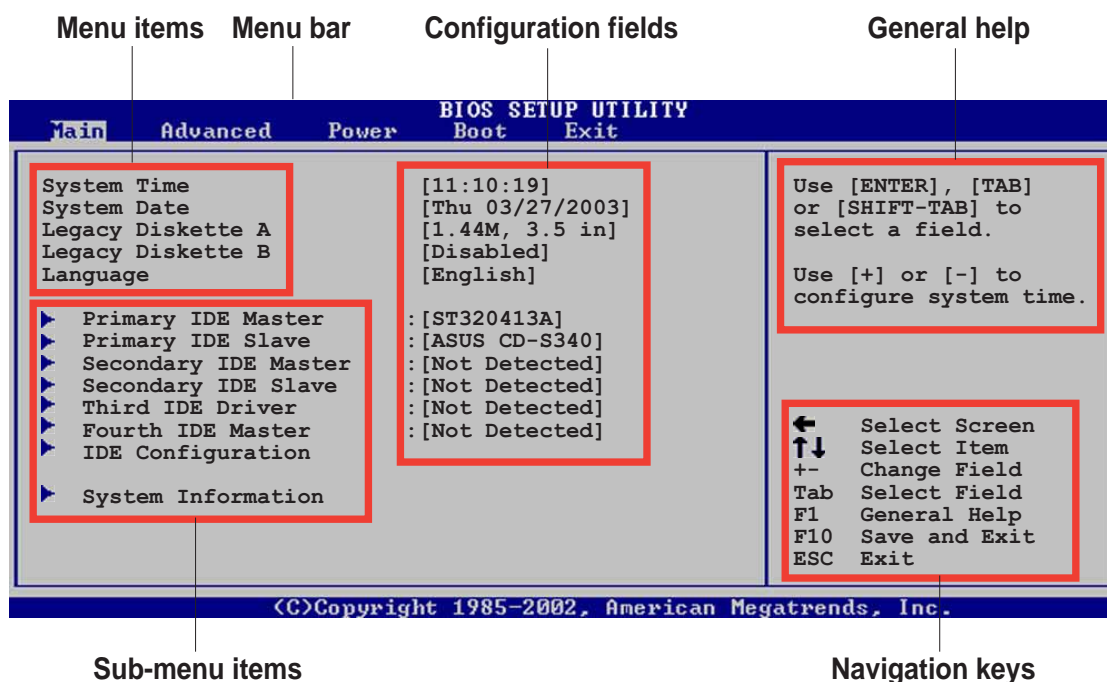 Menu items Menu bar Configuration fields General help
BIOS SETUP UTILITY
Main Advanced Power Boot Exit
System Time [11:10:19]
System Date [Thu 03/27/2003]
Legacy Diskette A [1.44M, 3.5 in]
Legacy Diskette B [Disabled]
Language [English]
Primary IDE Master :[ST320413A]
Primary IDE Slave :[ASUS CD-S340]
Secondary IDE Master :[Not Detected]
Secondary IDE Slave :[Not Detected]
Third IDE Driver :[Not Detected]
Fourth IDE Master :[Not Detected]
IDE Configuration
System Information
Use [ENTER], [TAB]
or [SHIFT-TAB] to
select a field.
Use [+] or [-] to
configure system time.
← Select Screen
↑↓ Select Item
+- Change Field
Tab Select Field
F1 General Help
F10 Save and Exit
ESC Exit
(C)Copyright 1985-2002, American Megatrends, Inc.
Sub-menu items Navigation keys